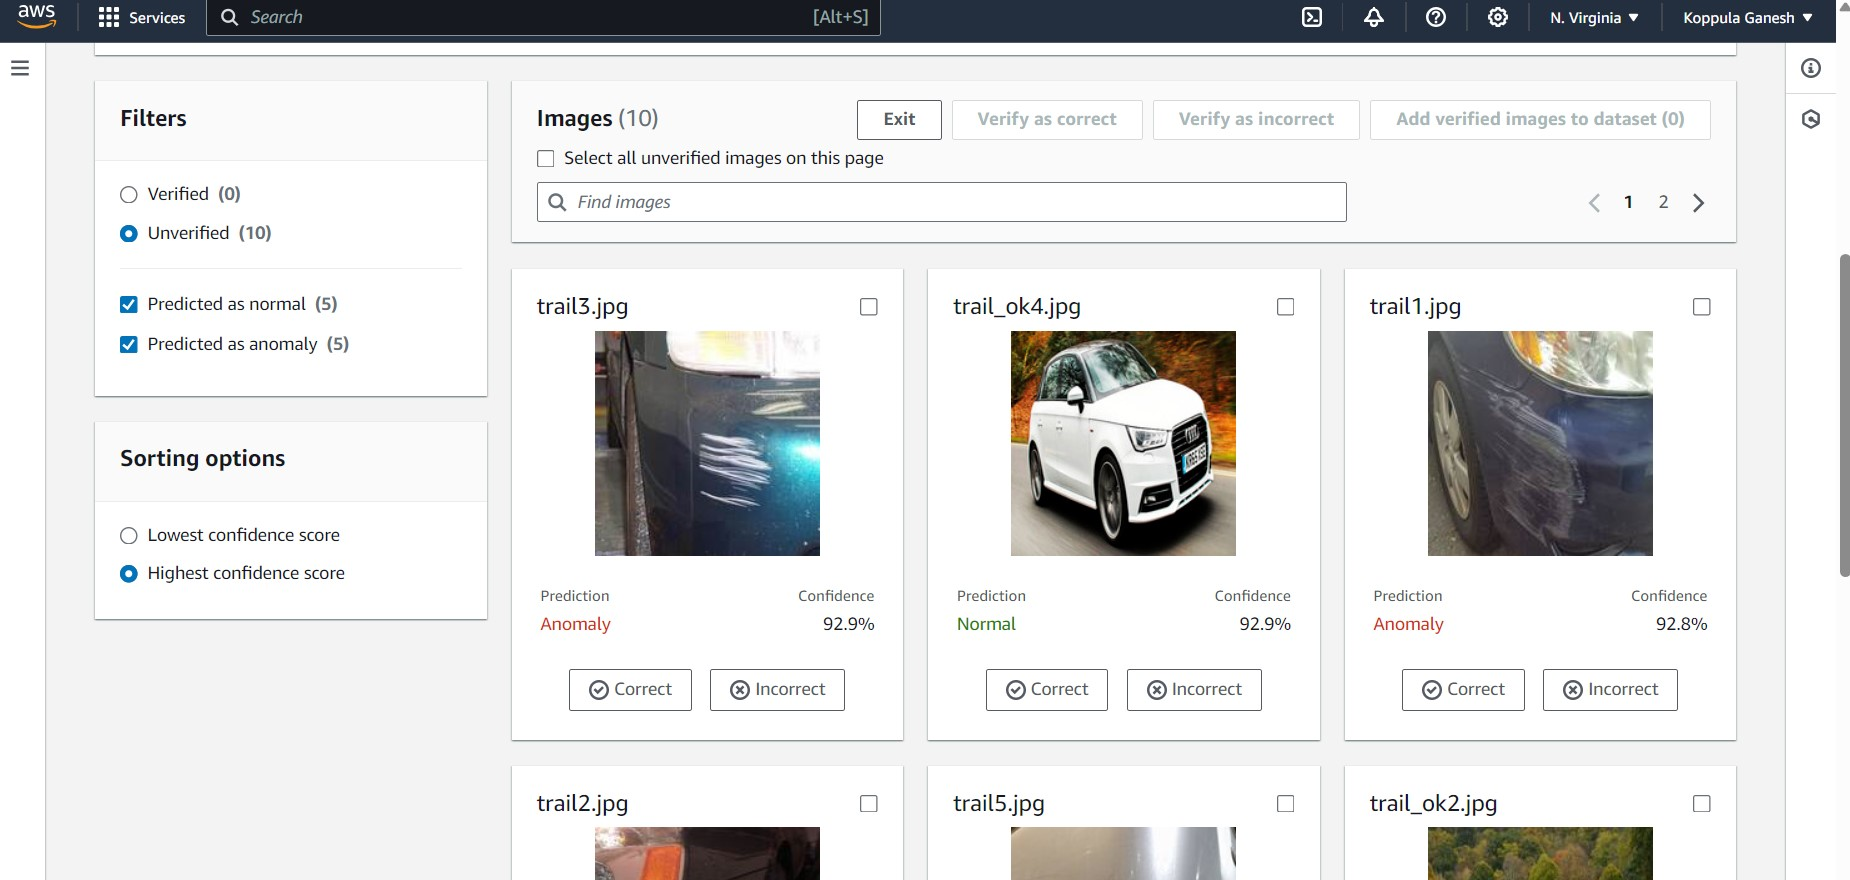 aws
Services
Search
[Alt+S]
N. Virginia
Koppula Ganesh
Filters
Verified (0)
Unverified (10)
Predicted as normal (5)
Predicted as anomaly (5)
Sorting options
Lowest confidence score
Highest confidence score
Images (10)
Exit
Verify as correct
Verify as incorrect
Add verified images to dataset (0)
Select all unverified images on this page
Find images
1 2
trail3.jpg
Prediction Confidence
Anomaly 92.9%
Correct Incorrect
trail_ok4.jpg
Prediction Confidence
Normal 92.9%
Correct Incorrect
trail1.jpg
Prediction Confidence
Anomaly 92.8%
Correct Incorrect
trail2.jpg
trail5.jpg
trail_ok2.jpg